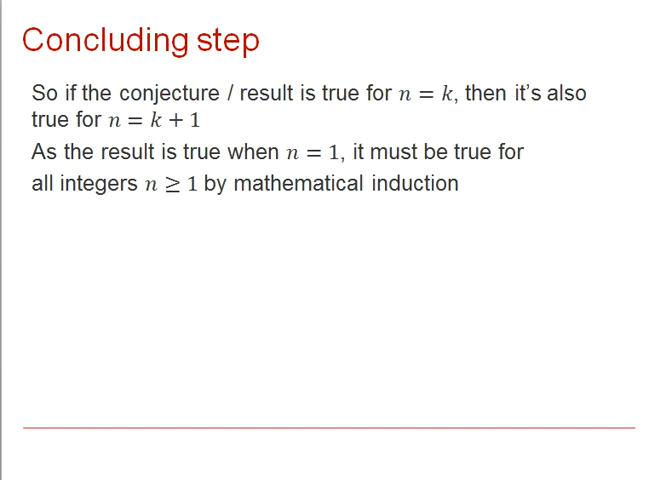 Concluding step
So if the conjecture / result is true for n = k, then it's also
true for n = k + 1
As the result is true when n = 1, it must be true for
all integers n ≥ 1 by mathematical induction